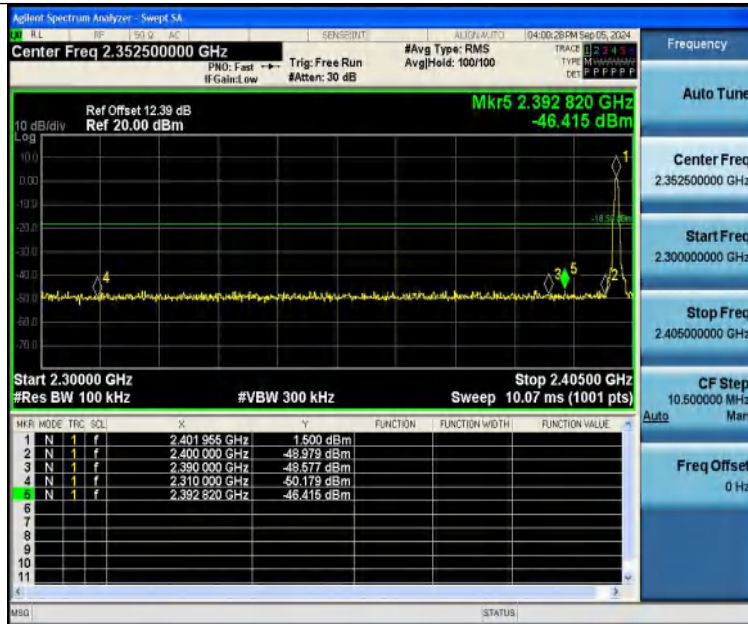 Agilent Spectrum Analyzer - Swept SA
RL RF 50 Ω AC SENSE:INT ALIGN AUTO 04:00:28 PM Sep 05, 2024
Center Freq 2.352500000 GHz
PNO: Fast
IFGain:Low
Trig: Free Run
#Atten: 30 dB
#Avg Type: RMS
Avg|Hold: 100/100
TRACE 1 2 3 4 5
TYPE M
DET P P P P P P
Frequency
Auto Tune
Center Freq
2.352500000 GHz
Start Freq
2.300000000 GHz
Stop Freq
2.405000000 GHz
CF Step
10.500000 MHz
Auto Man
Freq Offset
0 Hz
Ref Offset 12.39 dB
10 dB/div Ref 20.00 dBm
Log
Mkr5 2.392 820 GHz
-46.415 dBm
10.0
0.00
-10.0
-20.0
-30.0
-40.0
-50.0
-60.0
-70.0
1
4
3
5
2
Start 2.30000 GHz Stop 2.40500 GHz
#Res BW 100 kHz #VBW 300 kHz Sweep 10.07 ms (1001 pts)
MKR MODE TRC SCL X Y FUNCTION FUNCTION WIDTH FUNCTION VALUE
1 N 1 f 2.401 955 GHz 1.500 dBm
2 N 1 f 2.400 000 GHz -48.979 dBm
3 N 1 f 2.390 000 GHz -48.577 dBm
4 N 1 f 2.310 000 GHz -50.179 dBm
5 N 1 f 2.392 820 GHz -46.415 dBm
6
7
8
9
10
11
MSG STATUS